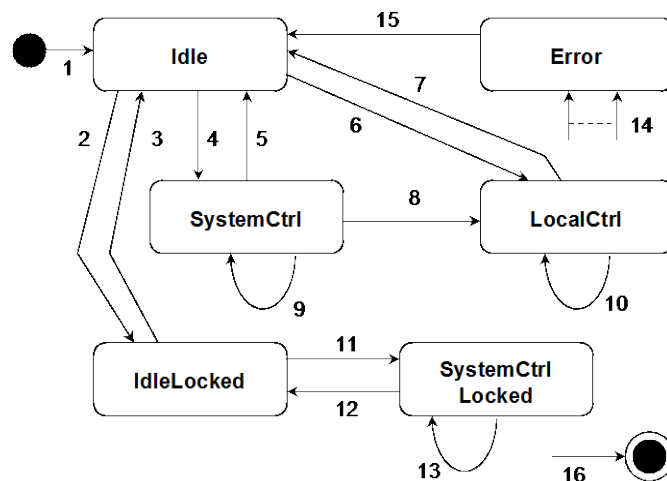 15
Idle
Error
1
7
2
3
4
5
6
14
SystemCtrl
8
LocalCtrl
9
10
IdleLocked
11
12
SystemCtrl
Locked
13
16